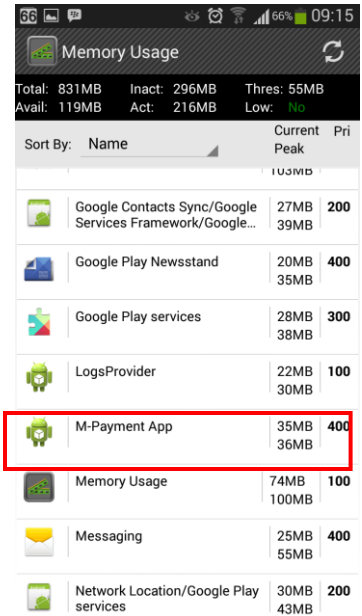 66 66% 09:15
Memory Usage
Total: 831MB Inact: 296MB Thres: 55MB
Avail: 119MB Act: 216MB Low: No
Sort By: Name Current Peak Pri
103MB
Google Contacts Sync/Google Services Framework/Google... 27MB 39MB 200
Google Play Newsstand 20MB 35MB 400
Google Play services 28MB 38MB 300
LogsProvider 22MB 30MB 100
M-Payment App 35MB 36MB 400
Memory Usage 74MB 100MB 100
Messaging 25MB 55MB 400
Network Location/Google Play services 30MB 43MB 200